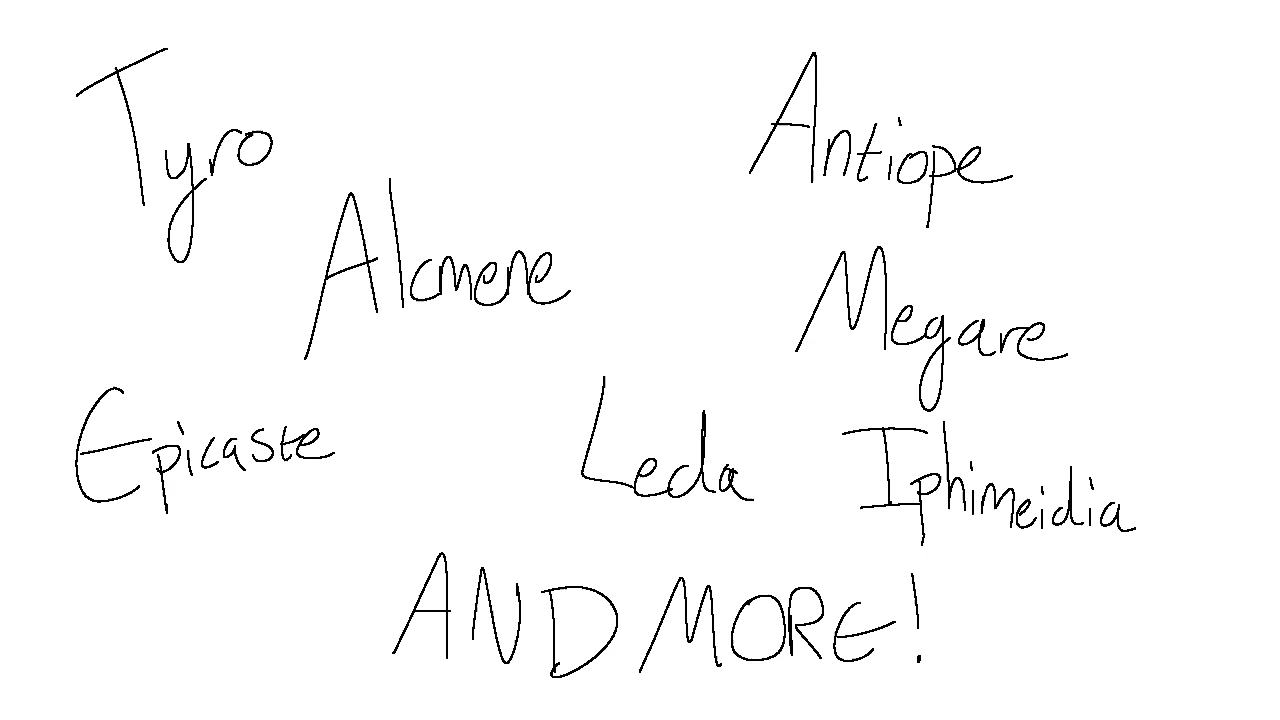 Tyro
Antiope
Alcmene
Megare
Epicaste
Leda
Iphimeidia
AND MORE!